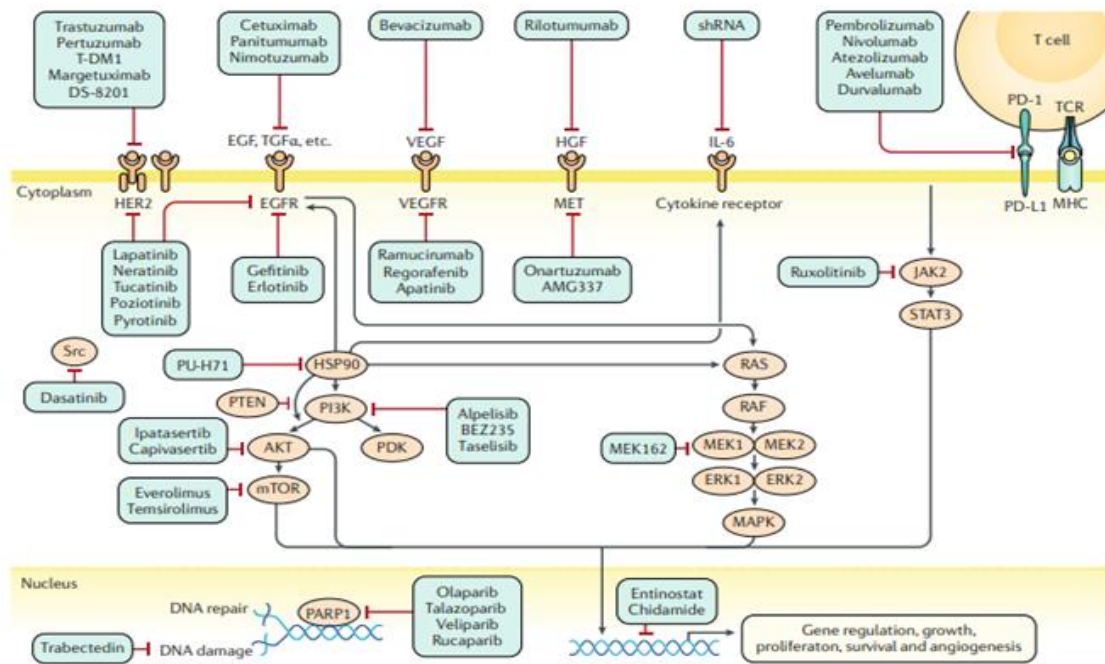 Trastuzumab
Pertuzumab
T-DM1
Margetuximab
DS-8201
Cetuximab
Panitumumab
Nimotuzumab
Bevacizumab
Rilotumumab
shRNA
Pembrolizumab
Nivolumab
Atezolizumab
Avelumab
Durvalumab
T cell
PD-1
TCR
EGF, TGFα, etc.
VEGF
HGF
IL-6
Cytoplasm
HER2
EGFR
VEGFR
MET
Cytokine receptor
PD-L1
MHC
Lapatinib
Neratinib
Tucatinib
Poziotinib
Pyrotinib
Gefitinib
Erlotinib
Ramucirumab
Regorafenib
Apatinib
Onartuzumab
AMG337
Ruxolitinib
JAK2
STAT3
Src
Dasatinib
PU-H71
HSP90
RAS
PTEN
PI3K
Alpelisib
BEZ235
Taselisib
RAF
Ipatasertib
Capivasertib
AKT
PDK
MEK162
MEK1
MEK2
Everolimus
Temsirolimus
mTOR
ERK1
ERK2
MAPK
Nucleus
DNA repair
PARP1
Olaparib
Talazoparib
Veliparib
Rucaparib
Entinostat
Chidamide
Trabectedin
DNA damage
Gene regulation, growth,
proliferaton, survival and angiogenesis